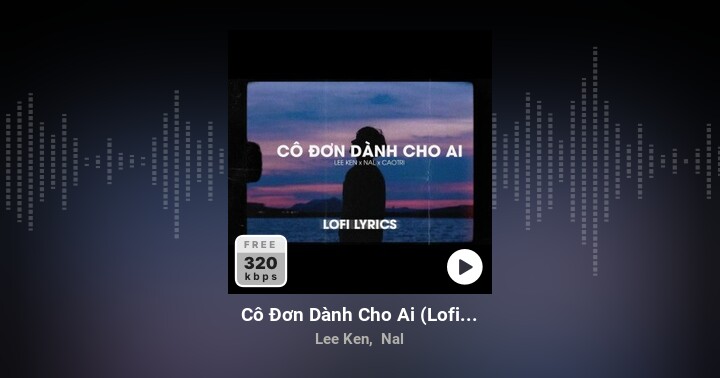 CÔ ĐƠN DÀNH CHO AI
LEE KEN x NAL x CAOTRI
LOFI LYRICS
FREE
320
kbps
Cô Đơn Dành Cho Ai (Lofi...
Lee Ken, Nal